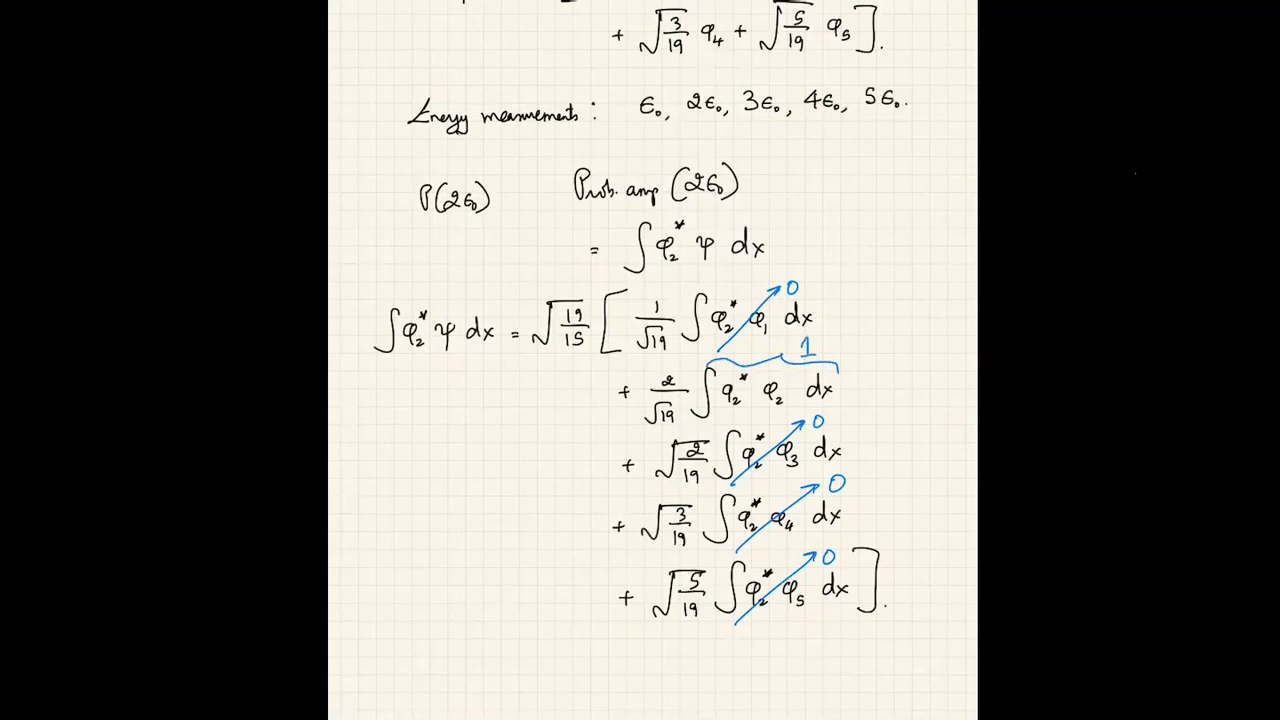 + √(3/19) φ₄ + √(5/19) φ₅ ].
Energy measurements : ϵ₀, 2ϵ₀, 3ϵ₀, 4ϵ₀, 5ϵ₀.
P(2ϵ₀) Prob. amp (2ϵ₀)
= ∫ φ₂* ψ dx
∫ φ₂* ψ dx = √(19/15) [ 1/√19 ∫ φ₂* φ₁ dx 0
+ 2/√19 ∫ φ₂* φ₂ dx 1
+ √(2/19) ∫ φ₂* φ₃ dx 0
+ √(3/19) ∫ φ₂* φ₄ dx 0
+ √(5/19) ∫ φ₂* φ₅ dx ]. 0